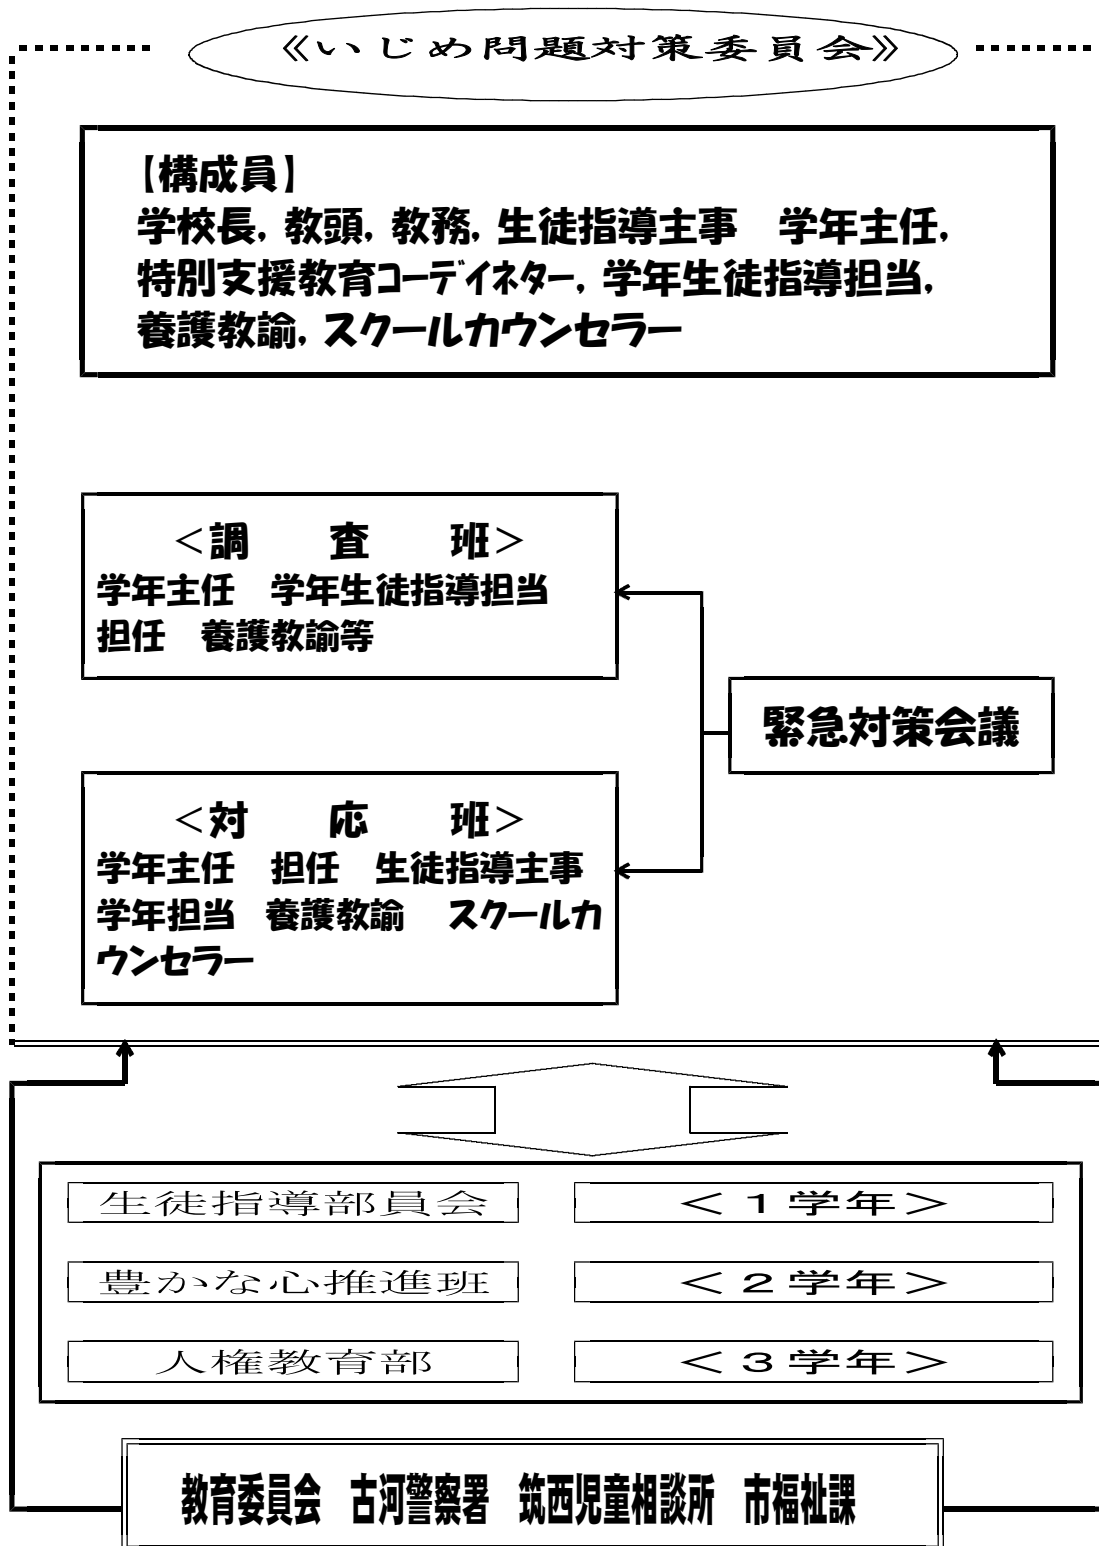 ≪いじめ問題対策委員会≫
【構成員】
学校長，教頭，教務，生徒指導主事　学年主任，
特別支援教育コーデイネター，学年生徒指導担当，
養護教諭，スクールカウンセラー
＜調　査　班＞
学年主任　学年生徒指導担当
担任　養護教諭等
緊急対策会議
＜対　応　班＞
学年主任　担任　生徒指導主事
学年担当　養護教諭　スクールカ
ウンセラー
生徒指導部員会
＜１学年＞
豊かな心推進班
＜２学年＞
人権教育部
＜３学年＞
教育委員会　古河警察署　筑西児童相談所　市福祉課